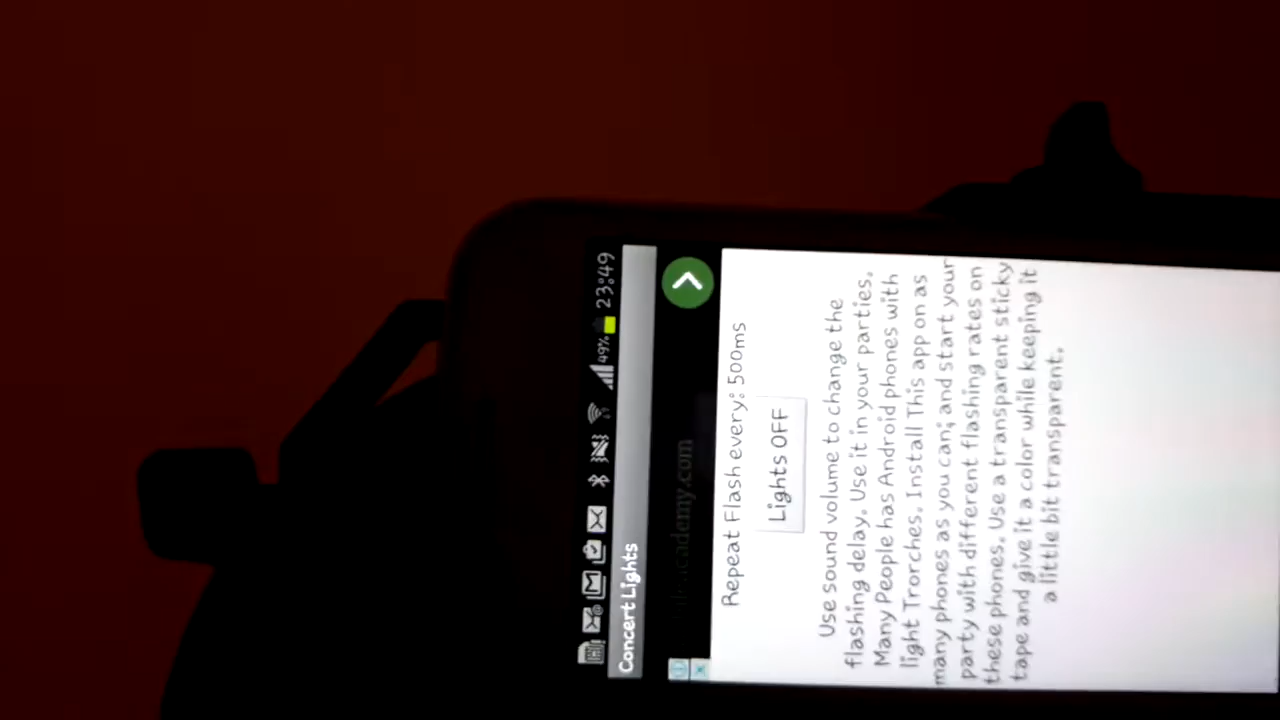 49% 23:49
Concert Lights
ademy.com
Repeat Flash every: 500ms
Lights OFF
Use sound volume to change the
flashing delay. Use it in your parties.
Many People has Android phones with
light Trorches. Install This app on as
many phones as you can; and start your
party with different flashing rates on
these phones. Use a transparent sticky
tape and give it a color while keeping it
a little bit transparent.